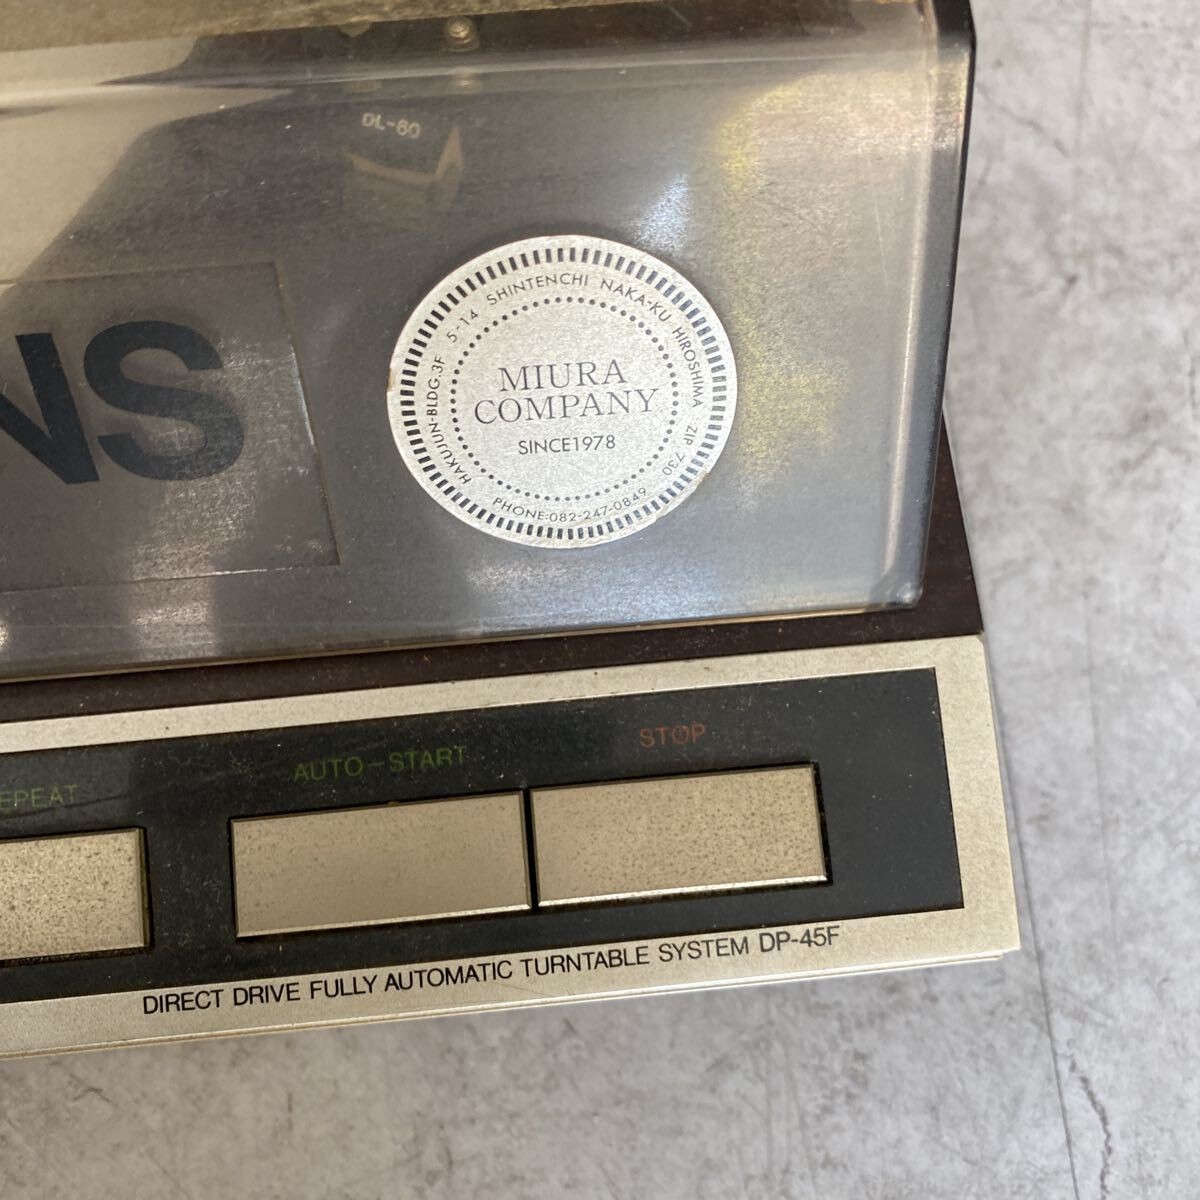 DL-60
NS
HAKUJUN-BLDG.3F 5-14 SHINTENCHI NAKA-KU HIROSHIMA ZIP 730
MIURA
COMPANY
SINCE1978
PHONE:082-247-0849
EPEAT
AUTO-START
STOP
DIRECT DRIVE FULLY AUTOMATIC TURNTABLE SYSTEM DP-45F